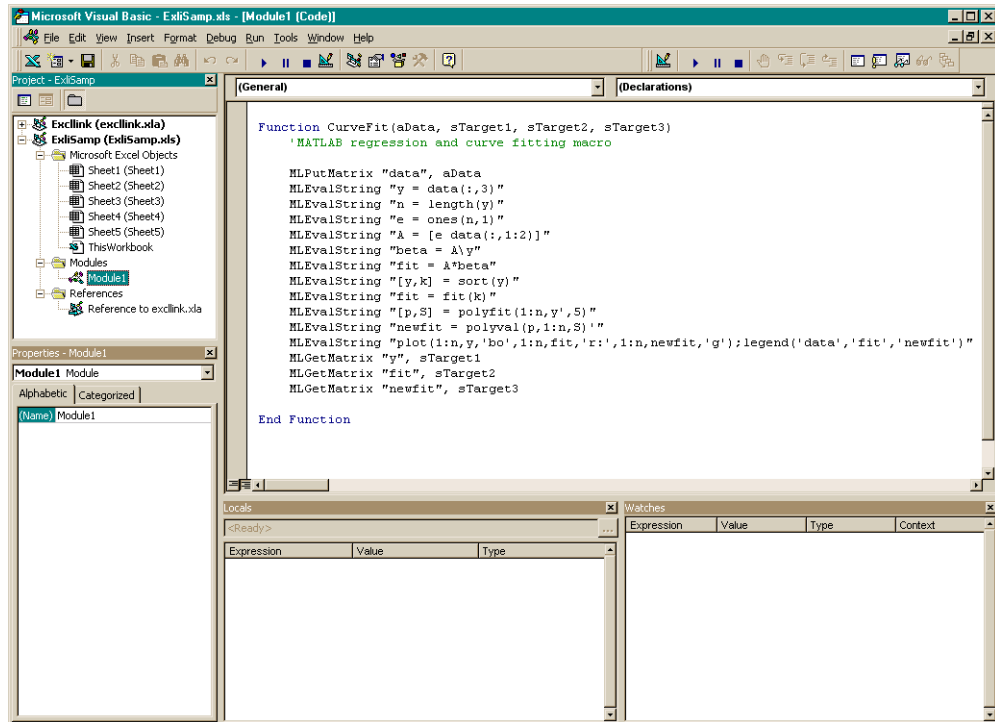 Microsoft Visual Basic - ExliSamp.xls - [Module1 (Code)]
File Edit View Insert Format Debug Run Tools Window Help
Project - ExliSamp
Excllink (excllink.xla)
ExliSamp (ExliSamp.xls)
Microsoft Excel Objects
Sheet1 (Sheet1)
Sheet2 (Sheet2)
Sheet3 (Sheet3)
Sheet4 (Sheet4)
Sheet5 (Sheet5)
ThisWorkbook
Modules
Module1
References
Reference to excllink.xla
Properties - Module1
Module1 Module
Alphabetic Categorized
(Name) Module1
(General) (Declarations)
Function CurveFit(aData, sTarget1, sTarget2, sTarget3)
'MATLAB regression and curve fitting macro
MLPutMatrix "data", aData
MLEvalString "y = data(:,3)"
MLEvalString "n = length(y)"
MLEvalString "e = ones(n,1)"
MLEvalString "A = [e data(:,1:2)]"
MLEvalString "beta = A\y"
MLEvalString "fit = A*beta"
MLEvalString "[y,k] = sort(y)"
MLEvalString "fit = fit(k)"
MLEvalString "[p,S] = polyfit(1:n,y',5)"
MLEvalString "newfit = polyval(p,1:n,S)'"
MLEvalString "plot(1:n,y,'bo',1:n,fit,'r:',1:n,newfit,'g');legend('data','fit','newfit')"
MLGetMatrix "y", sTarget1
MLGetMatrix "fit", sTarget2
MLGetMatrix "newfit", sTarget3
End Function
Locals
<Ready> ...
Expression Value Type
Watches
Expression Value Type Context